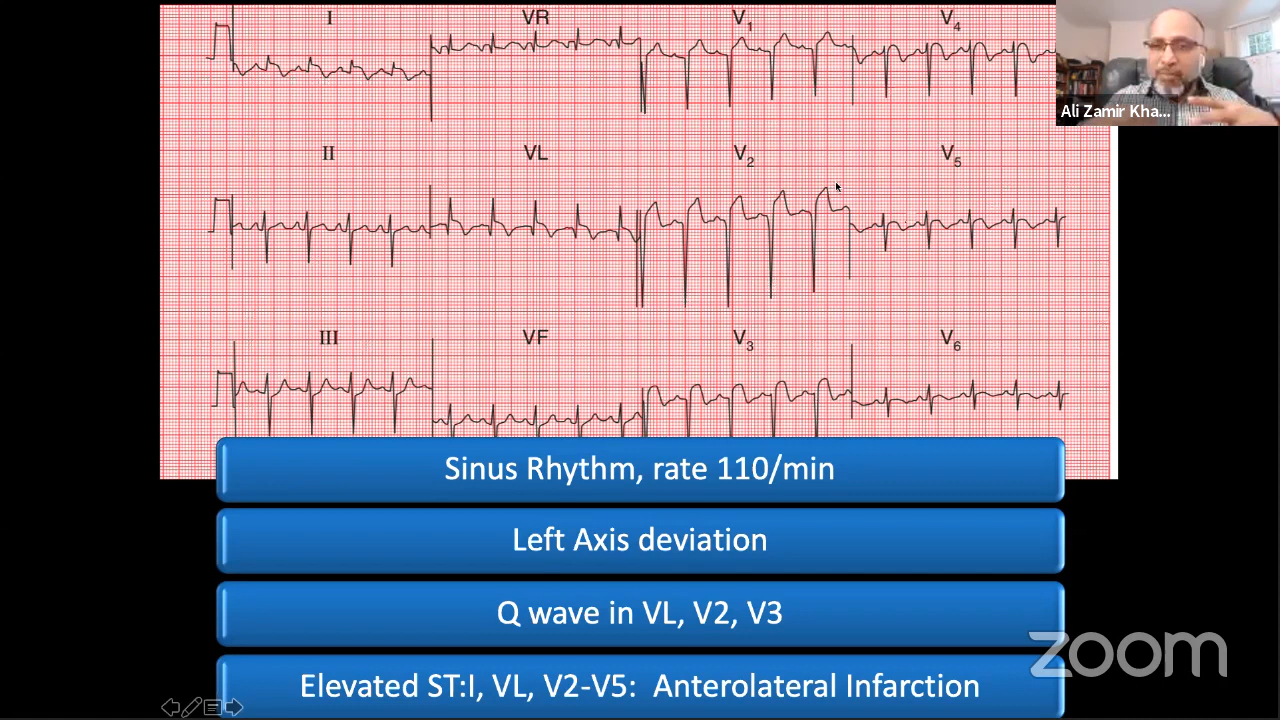 I VR V1 V4
Ali Zamir Kha...
II VL V2 V5
III VF V3 V6
Sinus Rhythm, rate 110/min
Left Axis deviation
Q wave in VL, V2, V3
zoom
Elevated ST:I, VL, V2-V5: Anterolateral Infarction